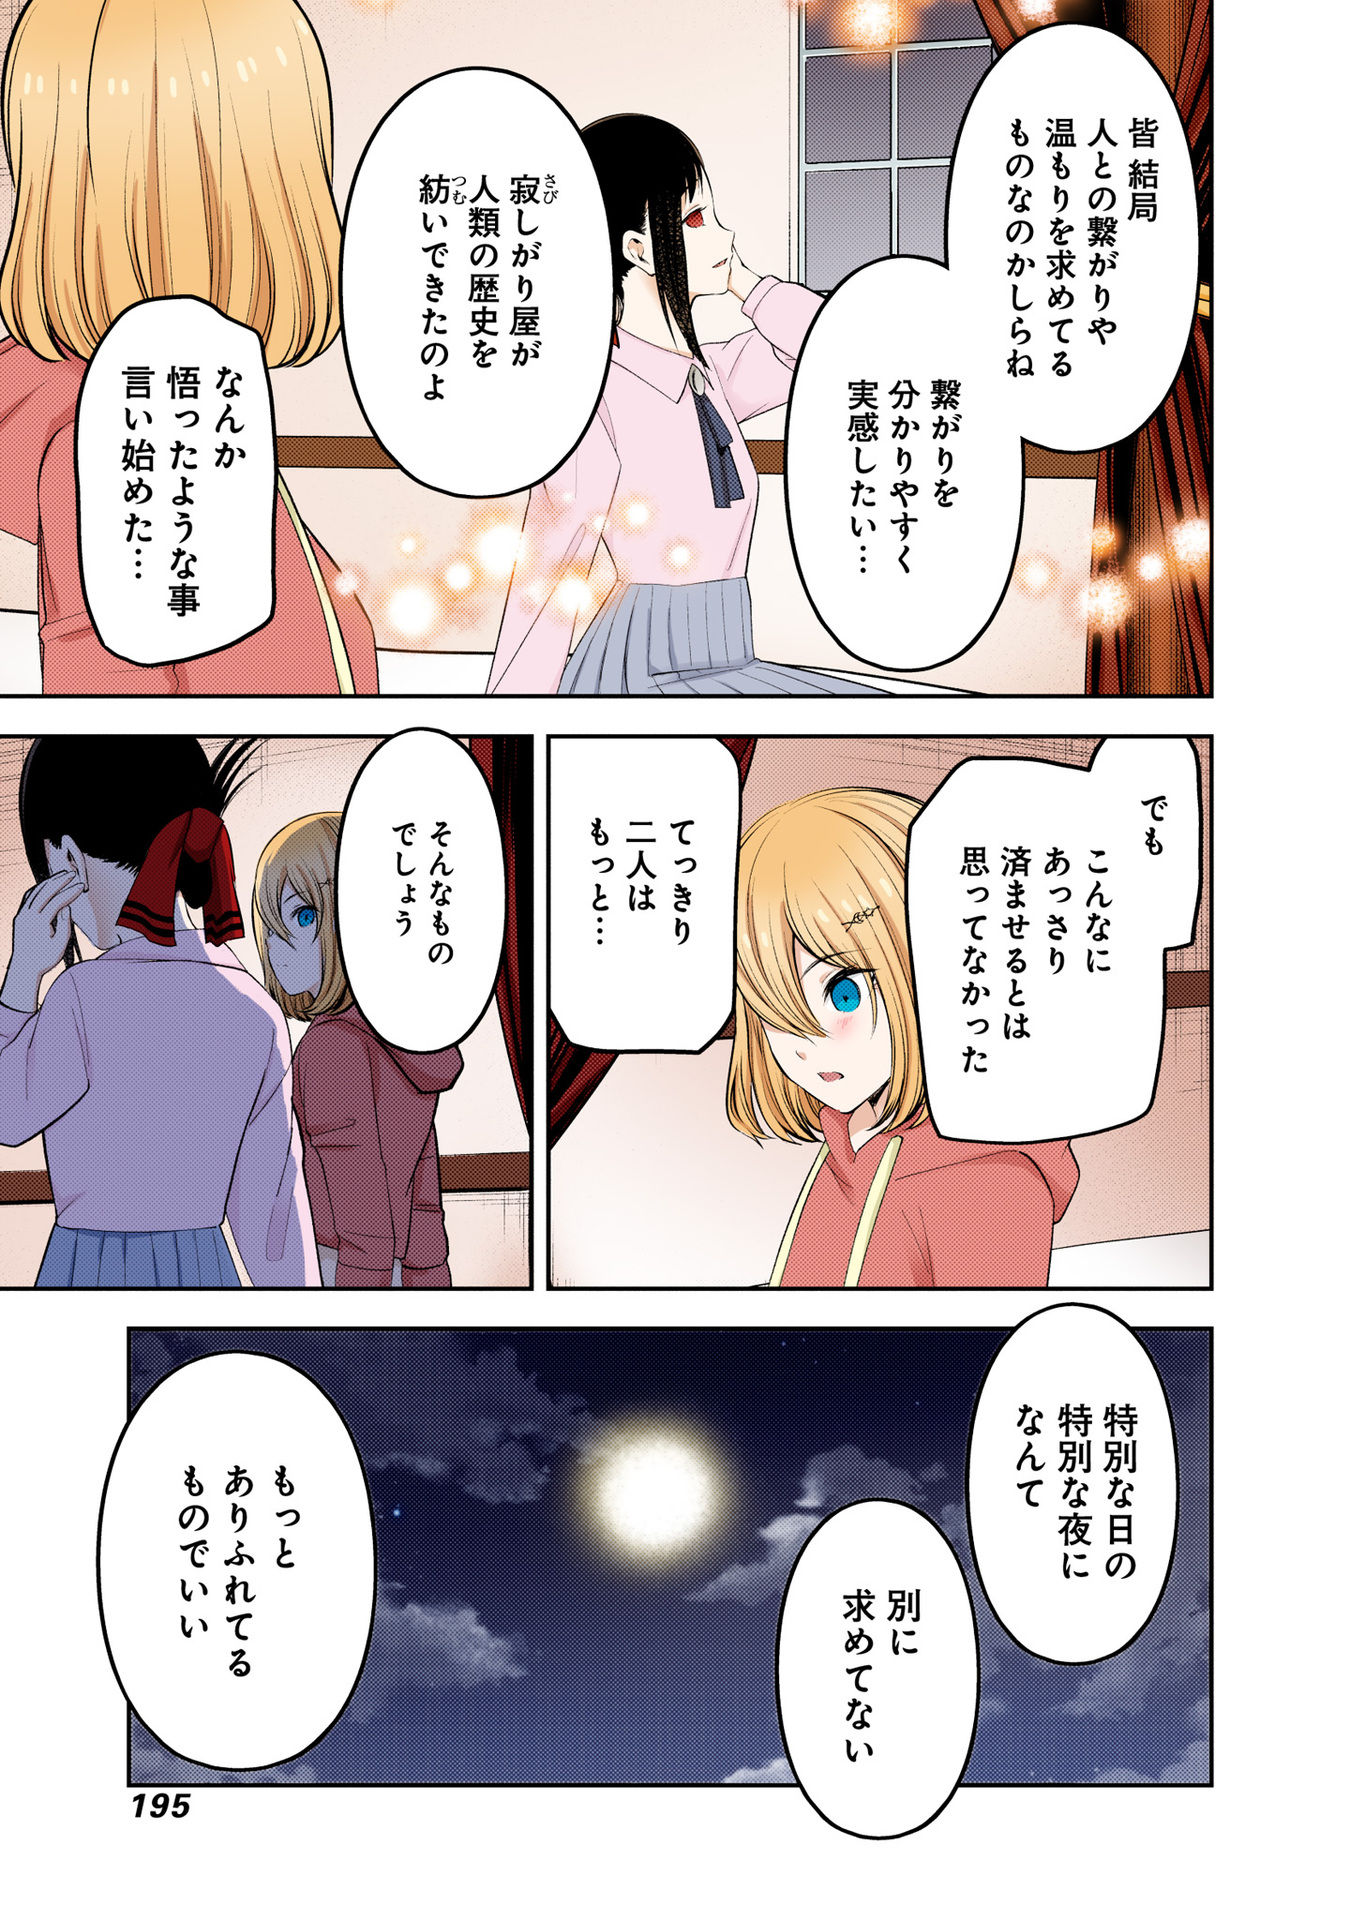 皆 結局
人との繋がりや
温もりを求めてる
ものなのかしらね
繋がりを
分かりやすく
実感したい…
寂しがり屋が
人類の歴史を
紡いできたのよ
さび
つむ
なんか
悟ったような事
言い始めた…
でも
こんなに
あっさり
済ませるとは
思ってなかった
てっきり
二人は
もっと…
そんなもの
でしょう
特別な日の
特別な夜に
なんて
別に
求めてない
もっと
ありふれてる
ものでいい
195